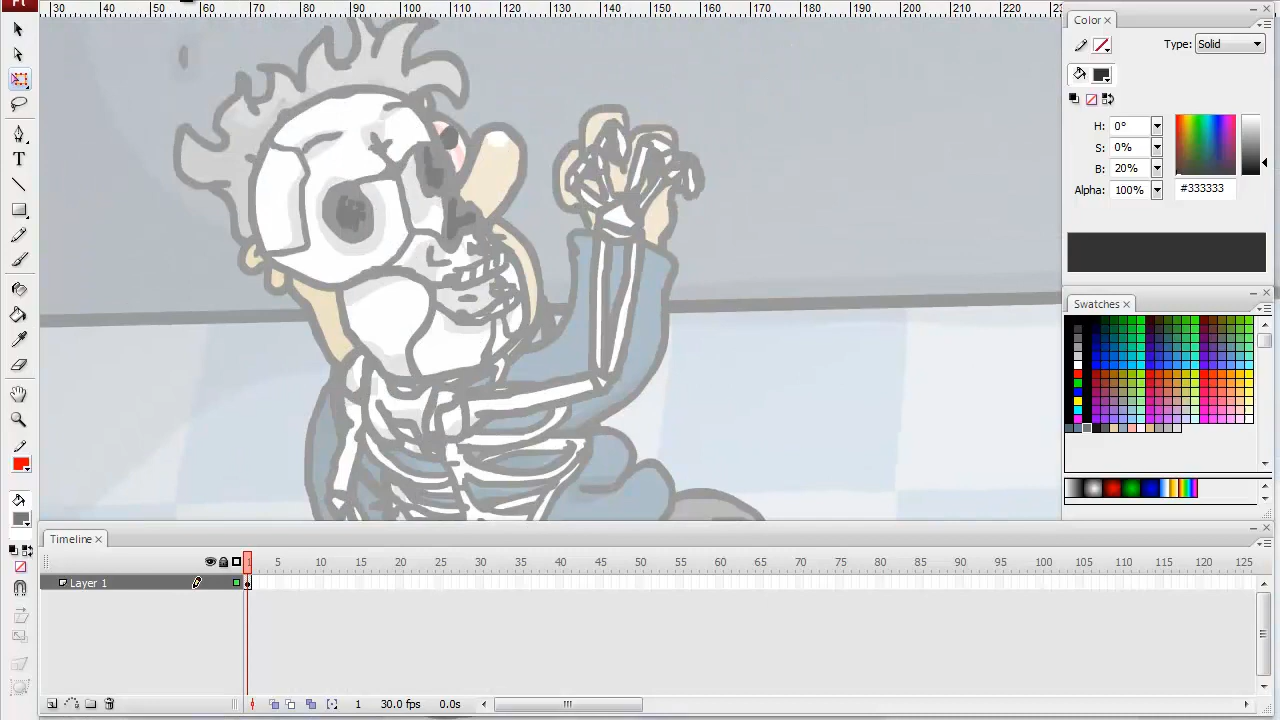 Fl
30 40 50 60 70 80 90 100 110 120 130 140 150 160 170 180 190 200 210 220
Color
Type: Solid
T
H: 0°
S: 0%
B: 20%
Alpha: 100%
#333333
Swatches
Timeline
1 5 10 15 20 25 30 35 40 45 50 55 60 65 70 75 80 85 90 95 100 105 110 115 120 125
Layer 1
1 30.0 fps 0.0s